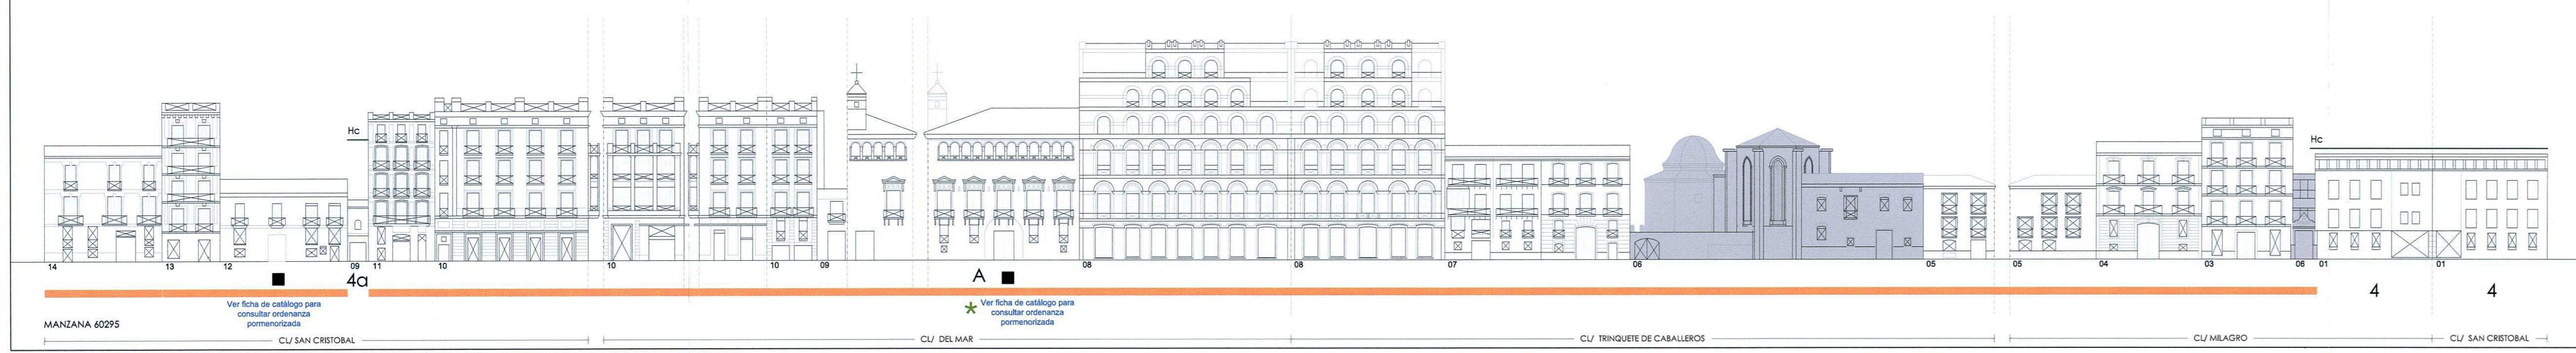 Hc
Hc
14 13 12 09 11 10 10 10 09 08 08 07 06 05 05 04 03 06 01 01
4a
A
4 4
Ver ficha de catálogo para
consultar ordenanza
pormenorizada
* Ver ficha de catálogo para
consultar ordenanza
pormenorizada
MANZANA 60295
CL/ SAN CRISTOBAL CL/ DEL MAR CL/ TRINQUETE DE CABALLEROS CL/ MILAGRO CL/ SAN CRISTOBAL